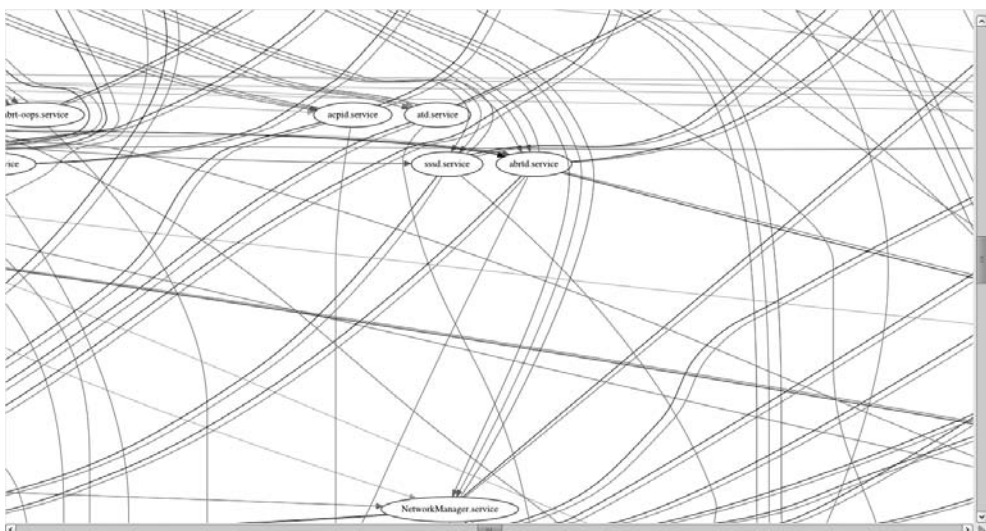 abrt-oops.service
acpid.service
atd.service
vice
sssd.service
abrtd.service
NetworkManager.service